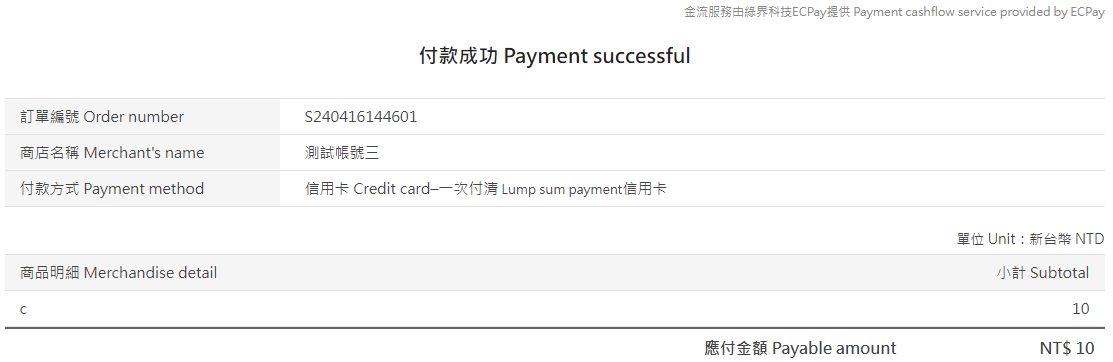 金流服務由綠界科技ECPay提供 Payment cashflow service provided by ECPay
付款成功 Payment successful
訂單編號 Order number S240416144601
商店名稱 Merchant's name 測試帳號三
付款方式 Payment method 信用卡 Credit card–一次付清 Lump sum payment信用卡
單位 Unit：新台幣 NTD
商品明細 Merchandise detail 小計 Subtotal
c 10
應付金額 Payable amount NT$ 10